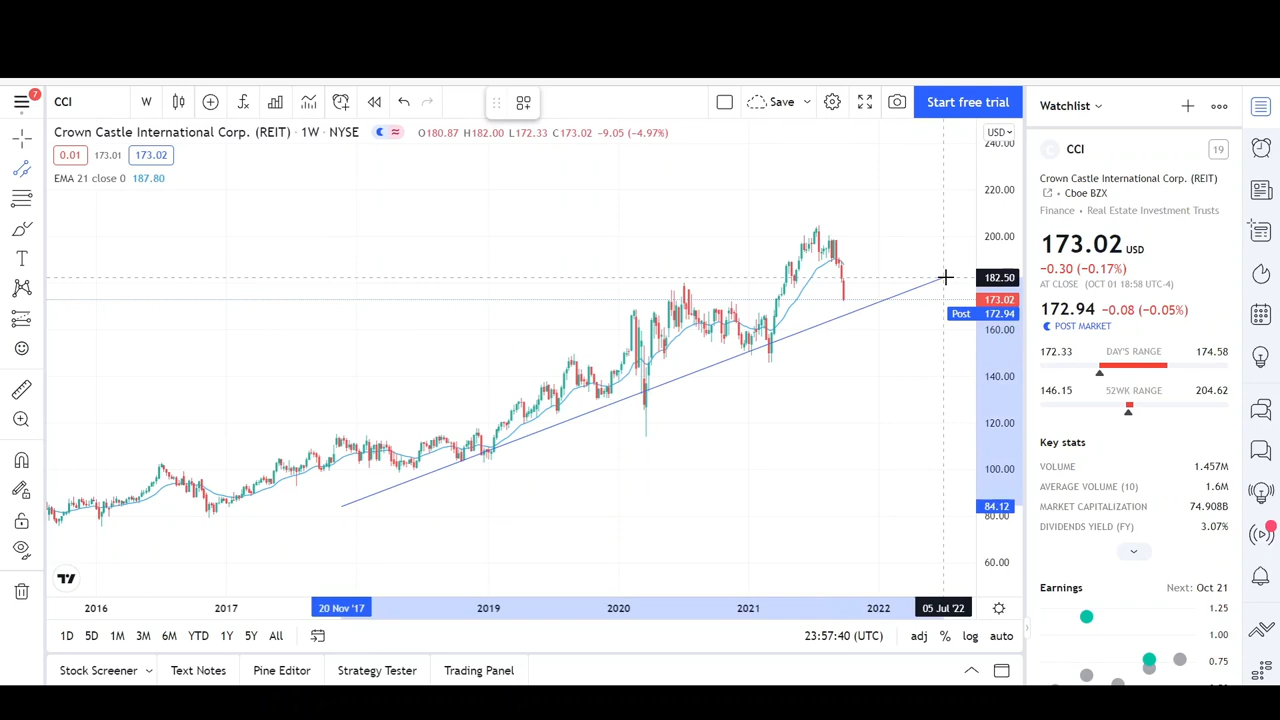 7
CCI
W
Save
Start free trial
Watchlist
Crown Castle International Corp. (REIT) · 1W · NYSE
O180.87 H182.00 L172.33 C173.02 −9.05 (−4.97%)
USD
0.01 173.01 173.02
EMA 21 close 0 187.80
240.00
220.00
200.00
182.50
173.02
Post 172.94
160.00
140.00
120.00
100.00
84.12
80.00
60.00
2016
2017
20 Nov '17
2019
2020
2021
2022
05 Jul '22
1D 5D 1M 3M 6M YTD 1Y 5Y All
23:57:40 (UTC)
adj % log auto
Stock Screener
Text Notes
Pine Editor
Strategy Tester
Trading Panel
CCI
19
Crown Castle International Corp. (REIT)
• Cboe BZX
Finance • Real Estate Investment Trusts
173.02 USD
−0.30 (−0.17%)
AT CLOSE (OCT 01 18:58 UTC-4)
172.94 −0.08 (−0.05%)
POST MARKET
172.33 DAY'S RANGE 174.58
146.15 52WK RANGE 204.62
Key stats
VOLUME 1.457M
AVERAGE VOLUME (10) 1.6M
MARKET CAPITALIZATION 74.908B
DIVIDENDS YIELD (FY) 3.07%
Earnings Next: Oct 21
1.25
1.00
0.75